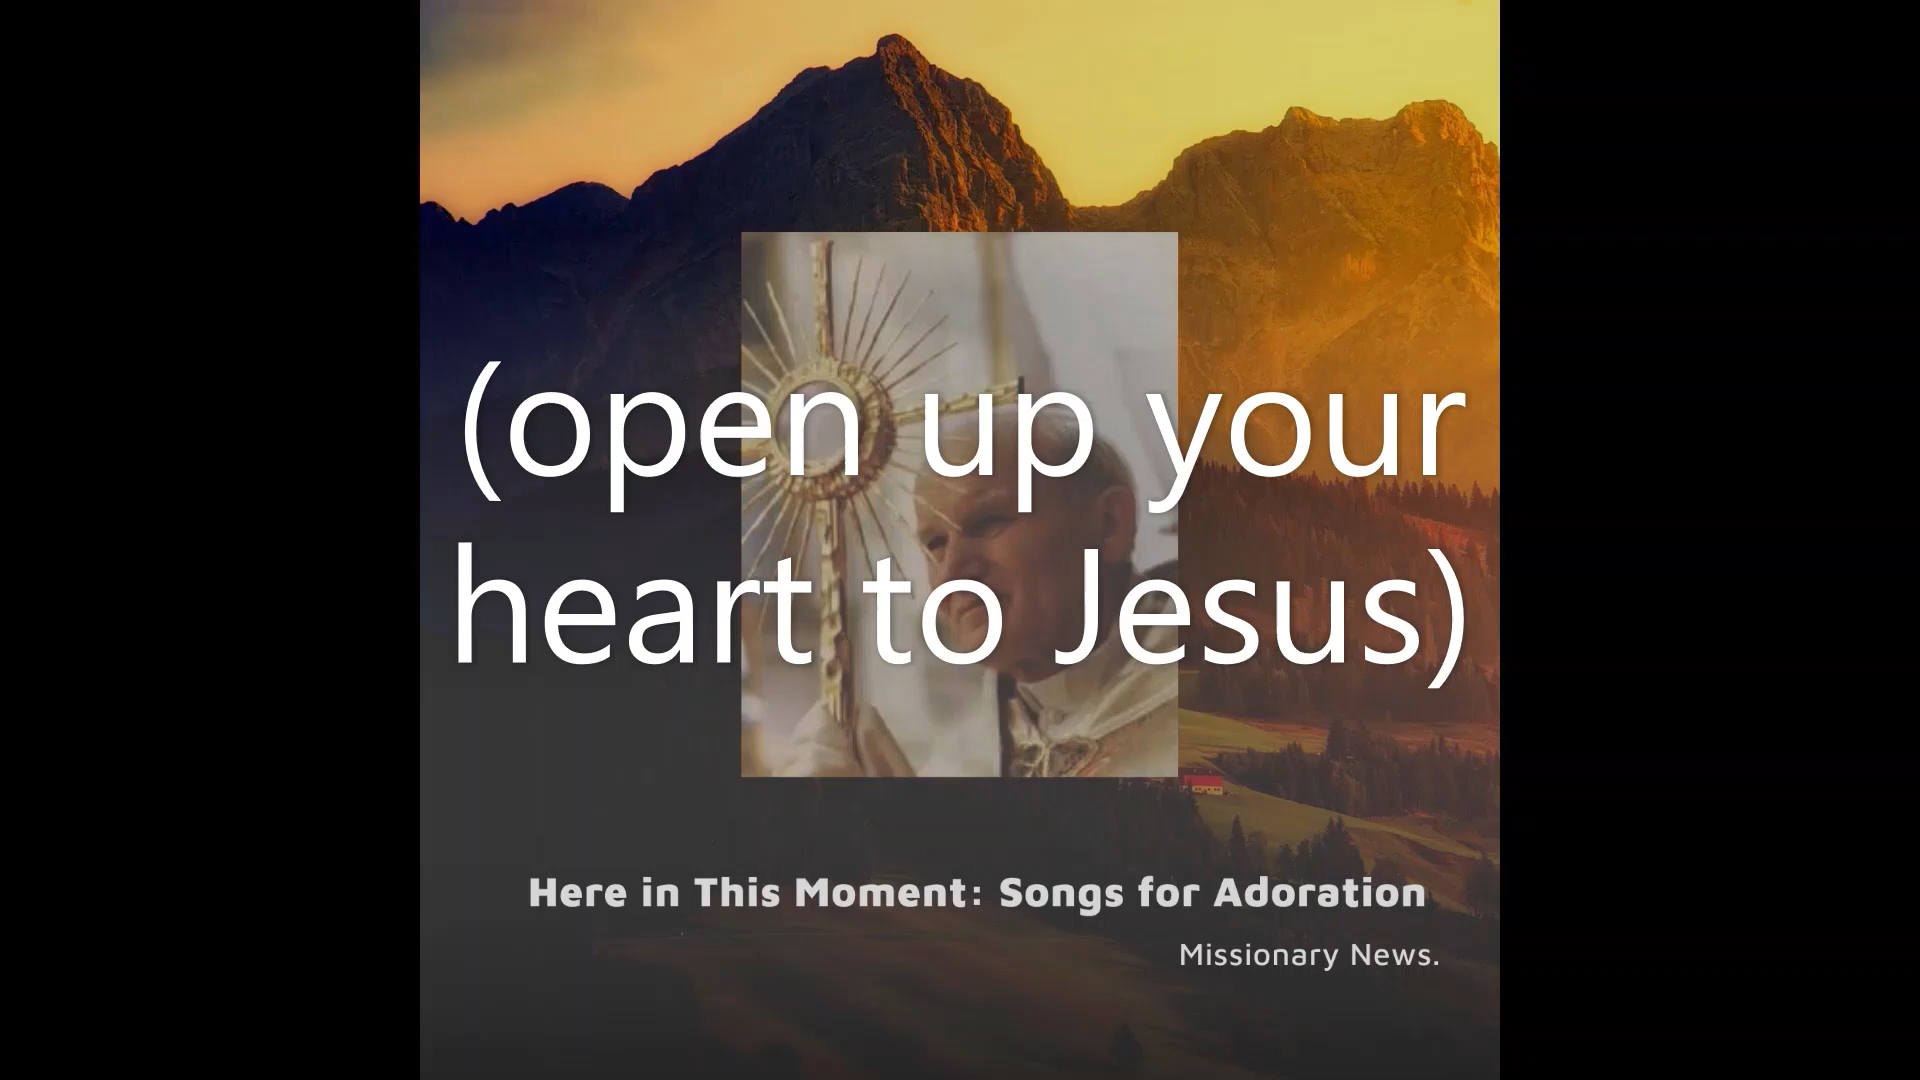 (open up your
heart to Jesus)
Here in This Moment: Songs for Adoration
Missionary News.